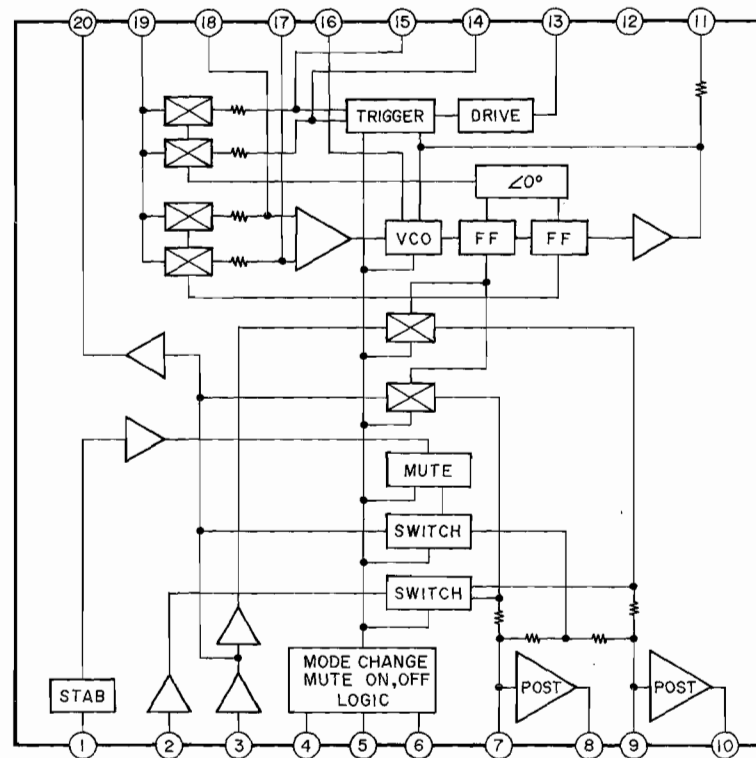 20 19 18 17 16 15 14 13 12 11
TRIGGER DRIVE
∠0°
VCO FF FF
MUTE
SWITCH
SWITCH
MODE CHANGE
MUTE ON, OFF
LOGIC
STAB
POST POST
1 2 3 4 5 6 7 8 9 10